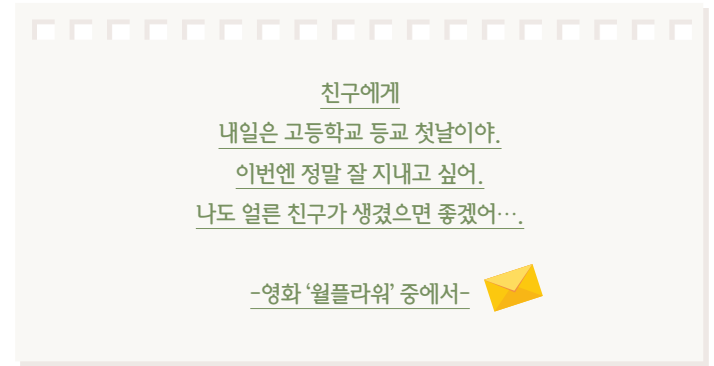 친구에게
내일은 고등학교 등교 첫날이야.
이번엔 정말 잘 지내고 싶어.
나도 얼른 친구가 생겼으면 좋겠어….
-영화 ‘월플라워’ 중에서-